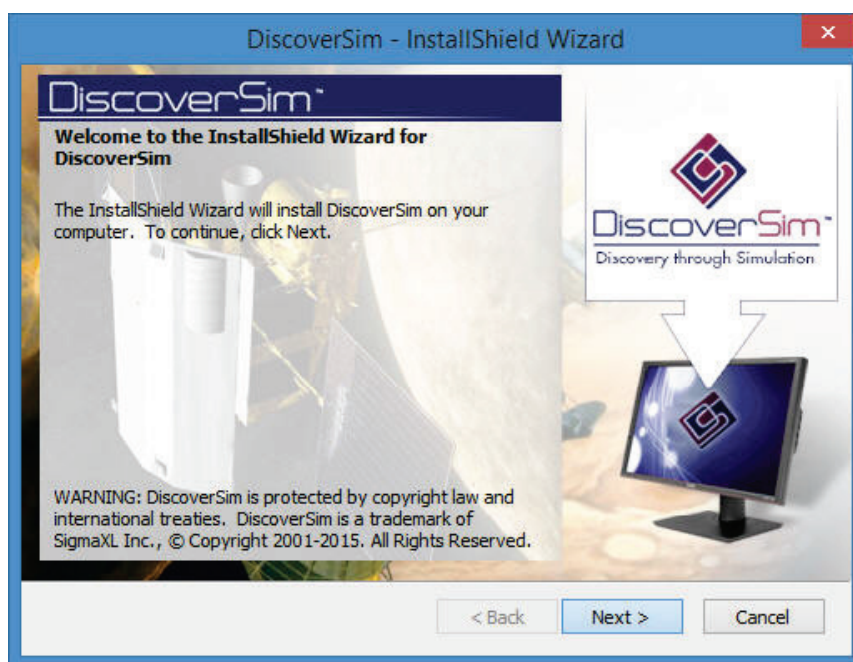 DiscoverSim - InstallShield Wizard
DiscoverSim™
Welcome to the InstallShield Wizard for
DiscoverSim
The InstallShield Wizard will install DiscoverSim on your
computer. To continue, click Next.
DiscoverSim™
Discovery through Simulation
WARNING: DiscoverSim is protected by copyright law and
international treaties. DiscoverSim is a trademark of
SigmaXL Inc., © Copyright 2001-2015. All Rights Reserved.
< Back
Next >
Cancel